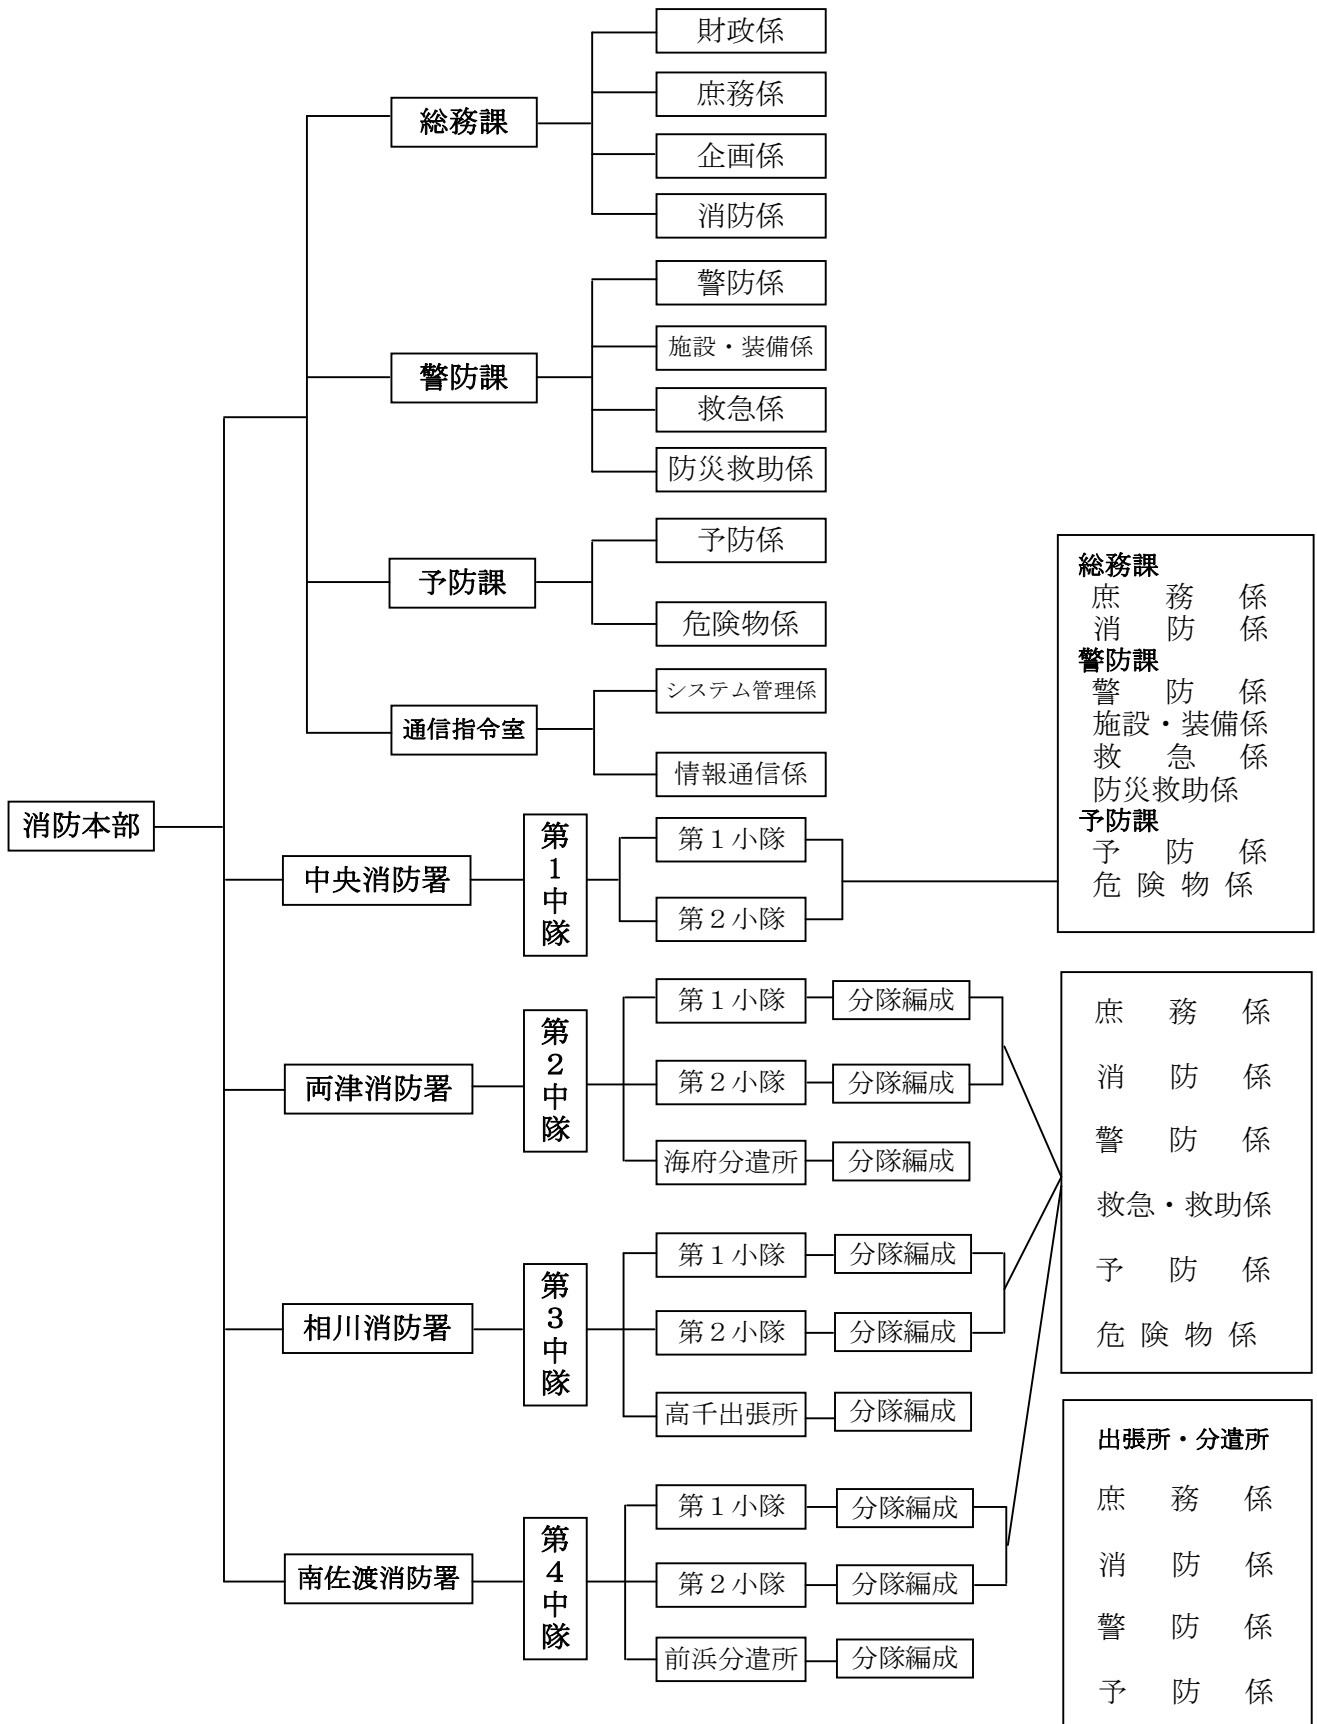 財政係
庶務係
総務課
企画係
消防係
警防係
施設・装備係
警防課
救急係
防災救助係
予防係
予防課
危険物係
システム管理係
通信指令室
情報通信係
消防本部
中央消防署
第1中隊
第1小隊
第2小隊
総務課
庶務係
消防係
警防課
警防係
施設・装備係
救急係
防災救助係
予防課
予防係
危険物係
両津消防署
第2中隊
第1小隊
分隊編成
第2小隊
分隊編成
海府分遣所
分隊編成
相川消防署
第3中隊
第1小隊
分隊編成
第2小隊
分隊編成
高千出張所
分隊編成
庶務係
消防係
警防係
救急・救助係
予防係
危険物係
南佐渡消防署
第4中隊
第1小隊
分隊編成
第2小隊
分隊編成
前浜分遣所
分隊編成
出張所・分遣所
庶務係
消防係
警防係
予防係